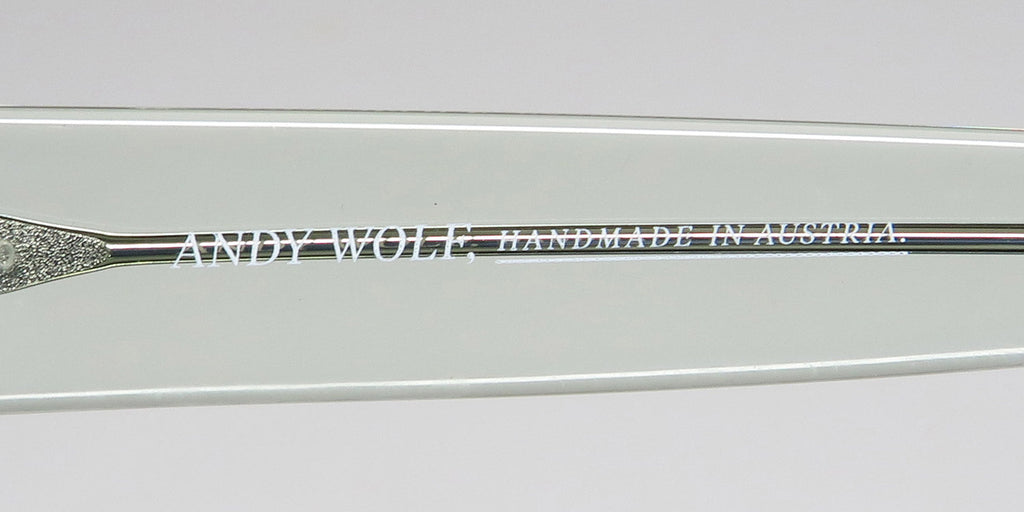 ANDY WOLF, HANDMADE IN AUSTRIA.